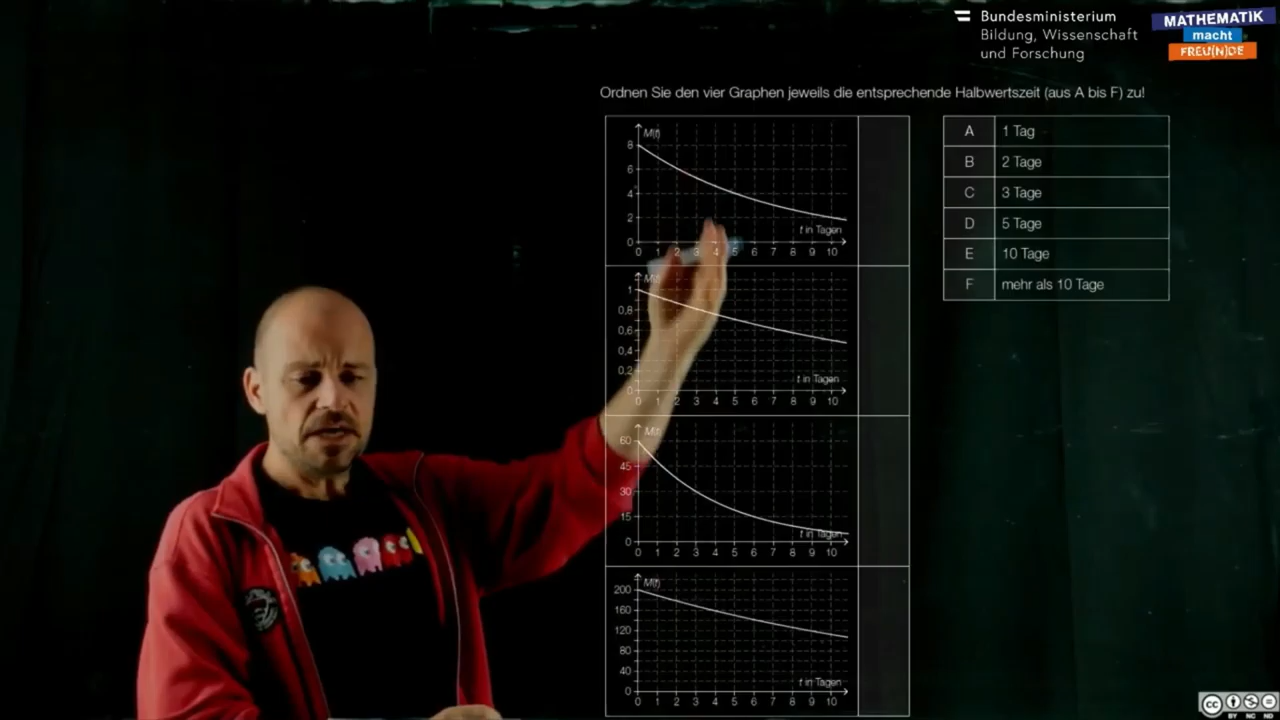 Bundesministerium
Bildung, Wissenschaft
und Forschung
MATHEMATIK
macht
FREU(N)DE
Ordnen Sie den vier Graphen jeweils die entsprechende Halbwertszeit (aus A bis F) zu!
M(t)
8
6
4
2
0
t in Tagen
0 1 2 3 4 5 6 7 8 9 10
M(t)
1
0,8
0,6
0,4
0,2
0
t in Tagen
0 1 2 3 4 5 6 7 8 9 10
M(t)
60
45
30
15
0
t in Tagen
0 1 2 3 4 5 6 7 8 9 10
M(t)
200
160
120
80
40
0
t in Tagen
0 1 2 3 4 5 6 7 8 9 10
A 1 Tag
B 2 Tage
C 3 Tage
D 5 Tage
E 10 Tage
F mehr als 10 Tage
cc
BY NC ND